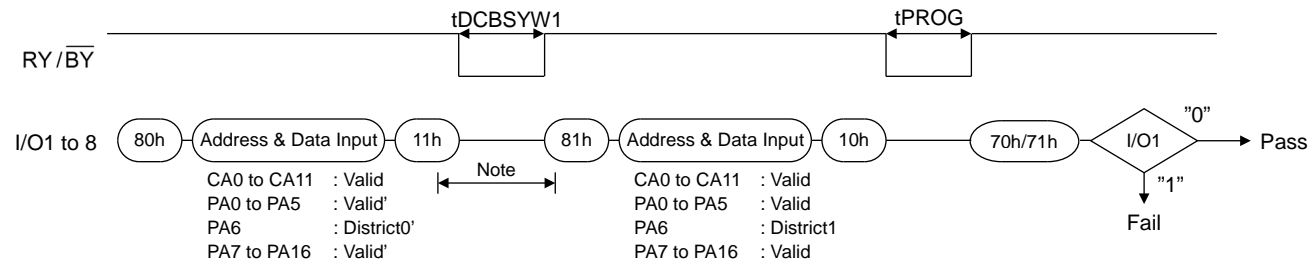 tDCBSYW1
tPROG
RY/BY
I/O1 to 8
80h
Address & Data Input
11h
81h
Address & Data Input
10h
70h/71h
I/O1
"0"
Pass
"1"
Fail
Note
CA0 to CA11 : Valid
PA0 to PA5 : Valid'
PA6 : District0'
PA7 to PA16 : Valid'
CA0 to CA11 : Valid
PA0 to PA5 : Valid
PA6 : District1
PA7 to PA16 : Valid